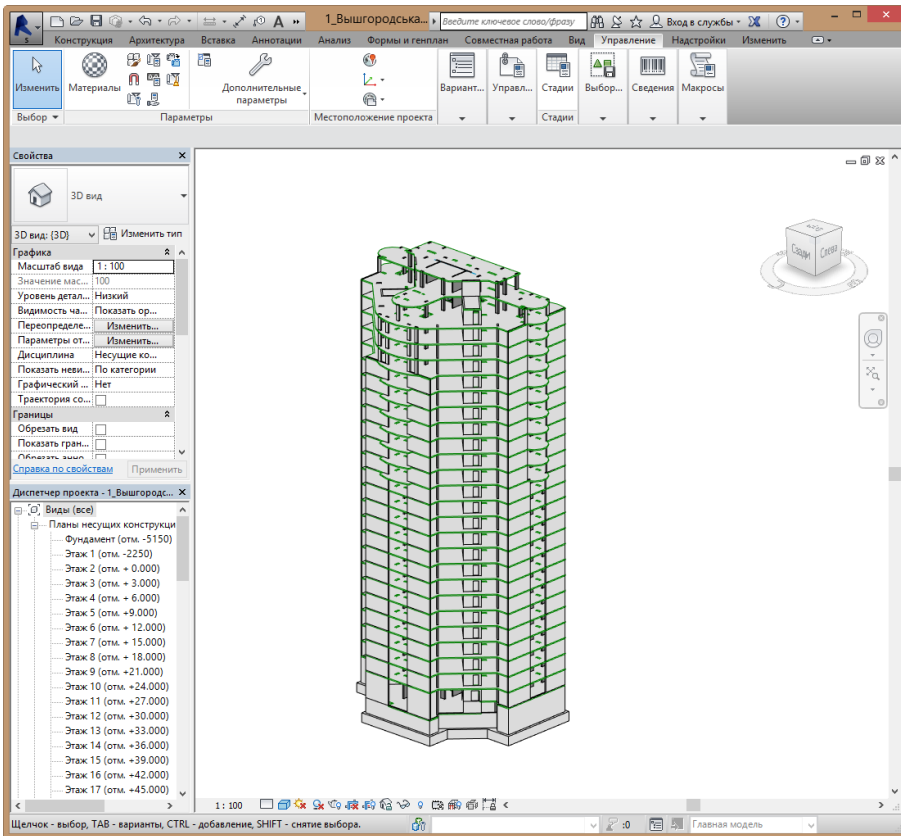 1_Вышгородська...
Введите ключевое слово/фразу
Вход в службы
Конструкция Архитектура Вставка Аннотации Анализ Формы и генплан Совместная работа Вид Управление Надстройки Изменить
Изменить Материалы Дополнительные параметры Вариант... Управл... Стадии Выбор... Сведения Макросы
Выбор Параметры Местоположение проекта Стадии
Свойства
3D вид
3D вид: {3D} Изменить тип
Графика
Масштаб вида 1 : 100
Значение мас... 100
Уровень детал... Низкий
Видимость ча... Показать ор...
Переопределе... Изменить...
Параметры от... Изменить...
Дисциплина Несущие ко...
Показать неви... По категории
Графический ... Нет
Траектория со...
Границы
Обрезать вид
Показать гран...
Обрезать анно...
Справка по свойствам Применить
Диспетчер проекта - 1_Вышгородс...
Виды (все)
Планы несущих конструкци
Фундамент (отм. -5150)
Этаж 1 (отм. -2250)
Этаж 2 (отм. + 0.000)
Этаж 3 (отм. + 3.000)
Этаж 4 (отм. + 6.000)
Этаж 5 (отм. +9.000)
Этаж 6 (отм. + 12.000)
Этаж 7 (отм. + 15.000)
Этаж 8 (отм. + 18.000)
Этаж 9 (отм. +21.000)
Этаж 10 (отм. +24.000)
Этаж 11 (отм. +27.000)
Этаж 12 (отм. +30.000)
Этаж 13 (отм. +33.000)
Этаж 14 (отм. +36.000)
Этаж 15 (отм. +39.000)
Этаж 16 (отм. +42.000)
Этаж 17 (отм. +45.000)
Сзади Слева
1 : 100
Щелчок - выбор, TAB - варианты, CTRL - добавление, SHIFT - снятие выбора.
:0 Главная модель